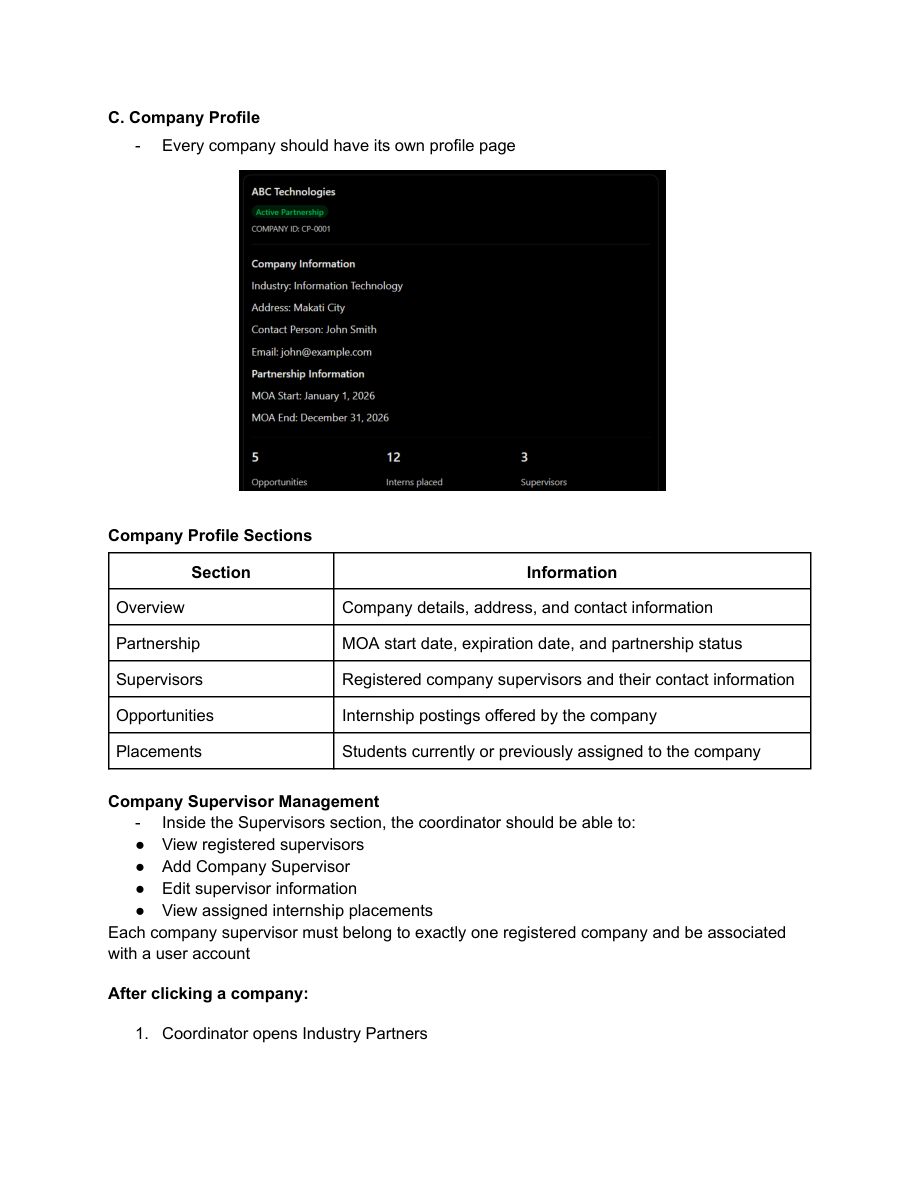 C. Company Profile
- Every company should have its own profile page
ABC Technologies
Active Partnership
COMPANY ID: CP-0001
Company Information
Industry: Information Technology
Address: Makati City
Contact Person: John Smith
Email: john@example.com
Partnership Information
MOA Start: January 1, 2026
MOA End: December 31, 2026
5 12 3
Opportunities Interns placed Supervisors
Company Profile Sections
Section Information
Overview Company details, address, and contact information
Partnership MOA start date, expiration date, and partnership status
Supervisors Registered company supervisors and their contact information
Opportunities Internship postings offered by the company
Placements Students currently or previously assigned to the company
Company Supervisor Management
- Inside the Supervisors section, the coordinator should be able to:
● View registered supervisors
● Add Company Supervisor
● Edit supervisor information
● View assigned internship placements
Each company supervisor must belong to exactly one registered company and be associated
with a user account
After clicking a company:
1. Coordinator opens Industry Partners